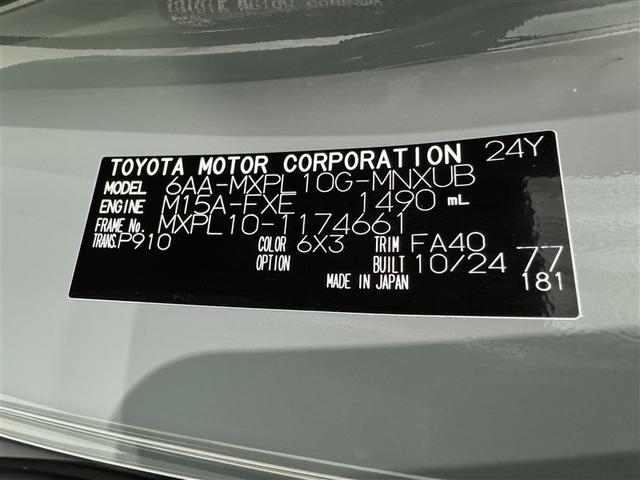 TOYOTA MOTOR CORPORATION 24Y
MODEL 6AA-MXPL10G-MNXUB
ENGINE M15A-FXE 1490 mL
FRAME No. MXPL10-1174661
TRANS. P910 COLOR 6X3 TRIM FA40
OPTION BUILT 10/24 77
MADE IN JAPAN 181